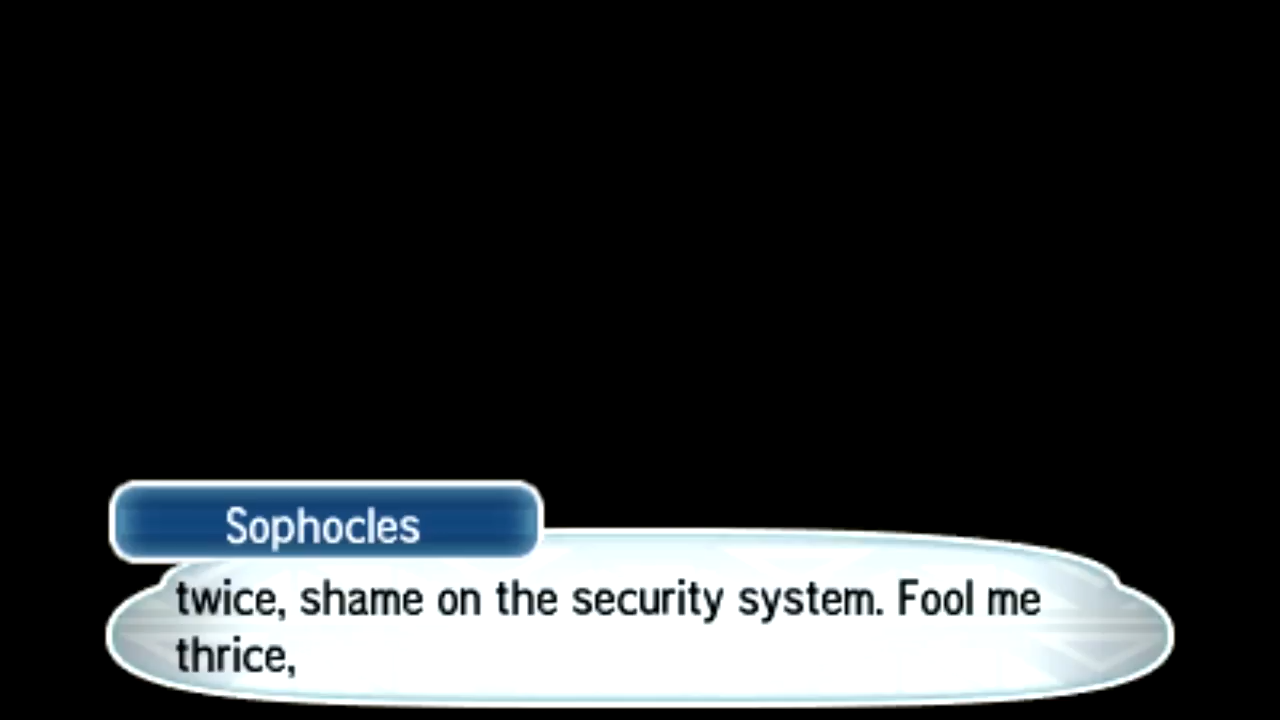 Sophocles
twice, shame on the security system. Fool me
thrice,